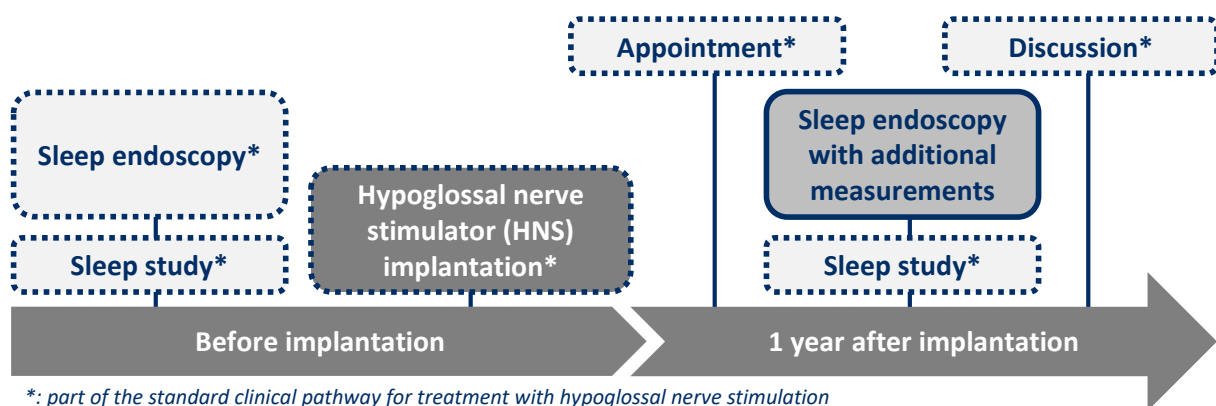 Appointment*
Discussion*
Sleep endoscopy*
Sleep endoscopy
with additional
measurements
Hypoglossal nerve
stimulator (HNS)
implantation*
Sleep study*
Sleep study*
Before implantation
1 year after implantation
*: part of the standard clinical pathway for treatment with hypoglossal nerve stimulation